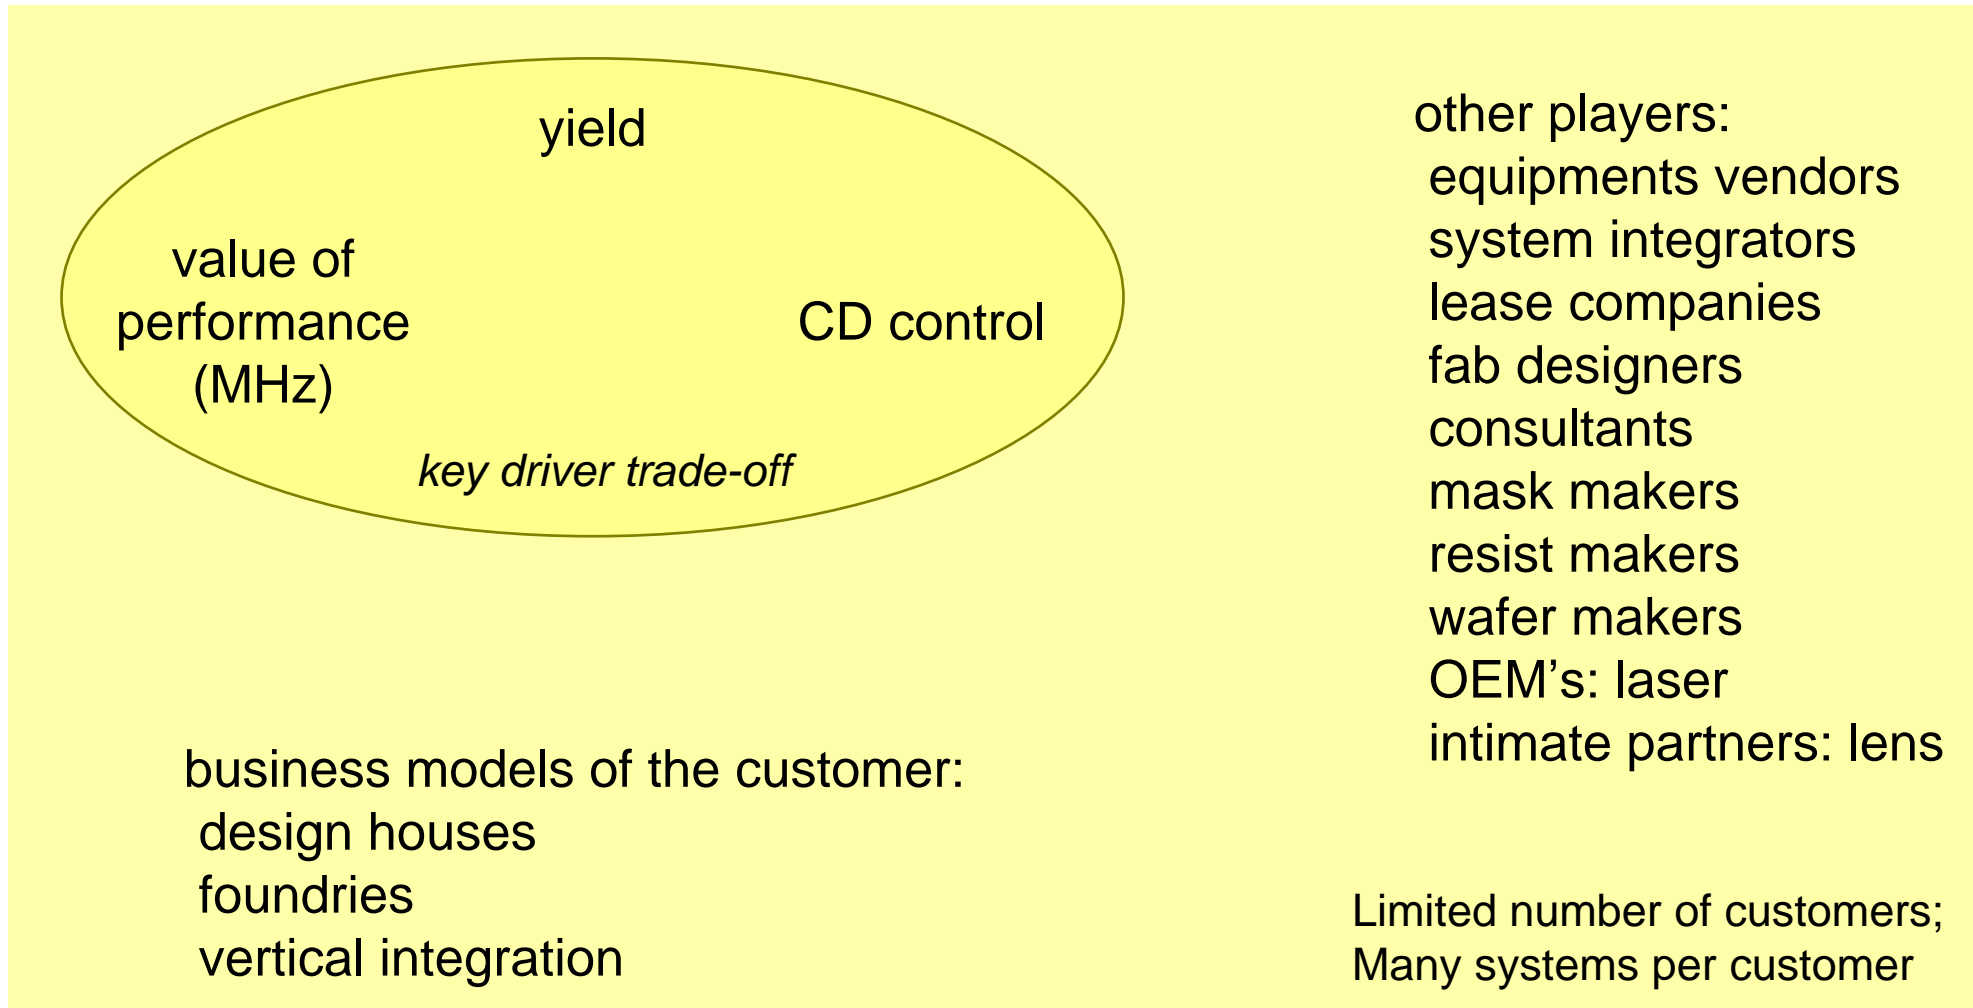 yield
value of
performance
(MHz)
CD control
key driver trade-off
business models of the customer:
design houses
foundries
vertical integration
other players:
equipments vendors
system integrators
lease companies
fab designers
consultants
mask makers
resist makers
wafer makers
OEM’s: laser
intimate partners: lens
Limited number of customers;
Many systems per customer